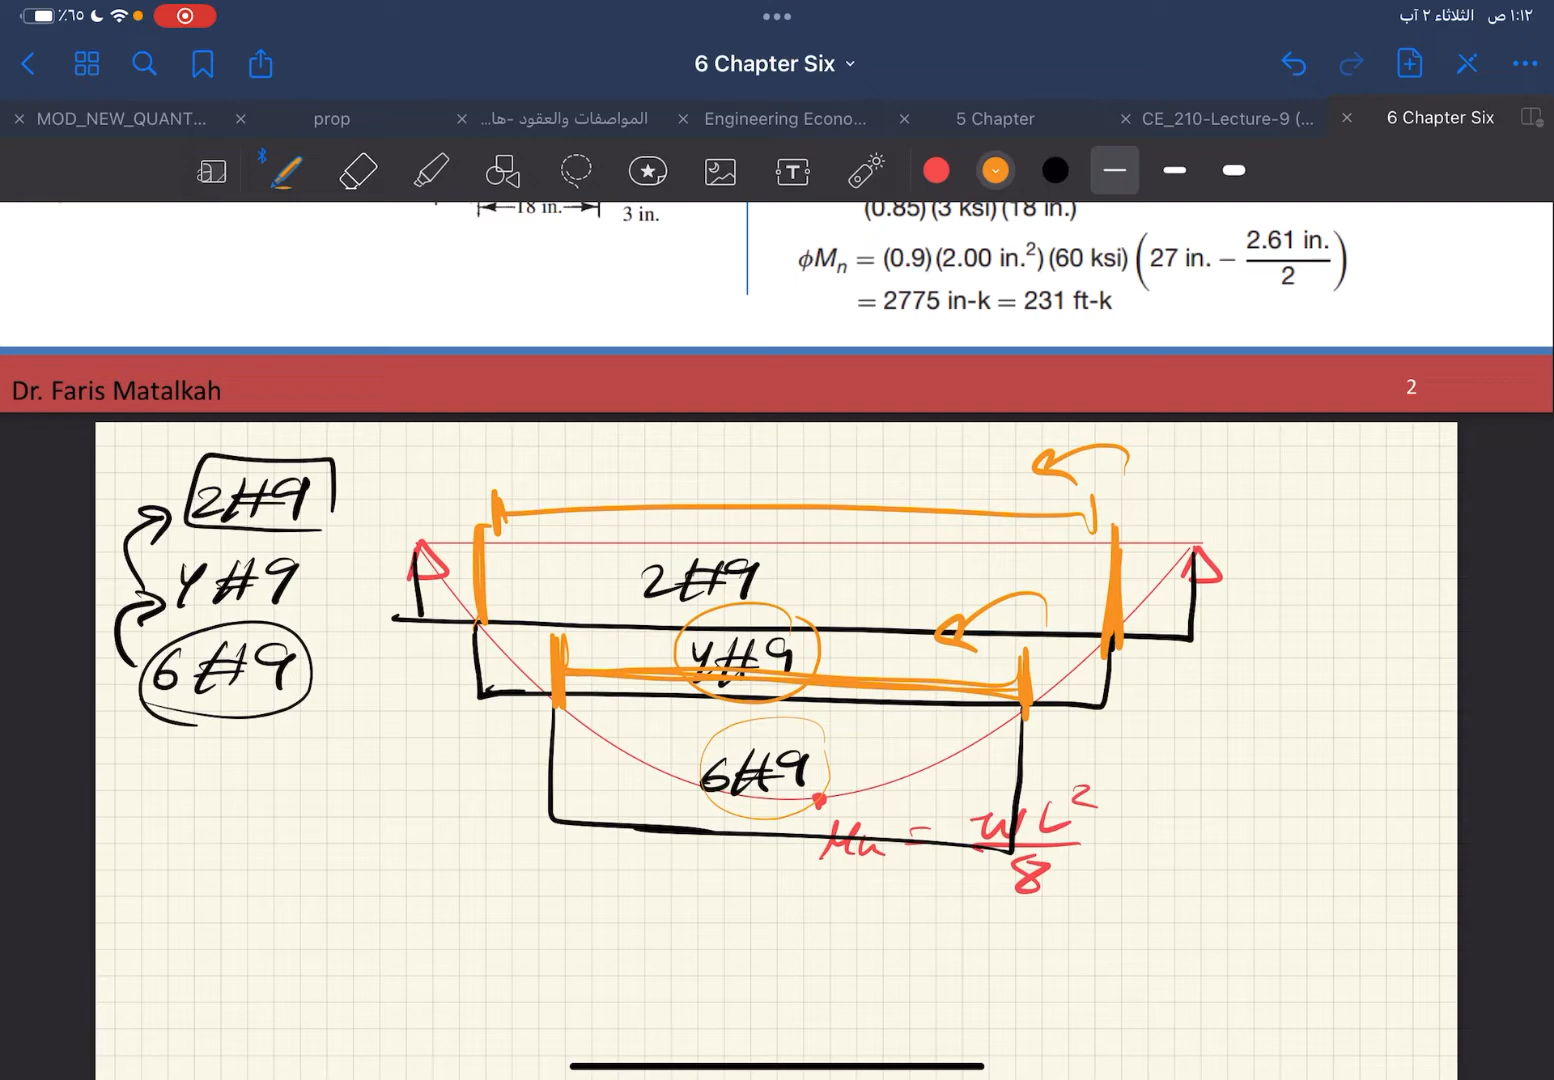 ٪٦٥
١:١٢ ص الثلاثاء ٢ آب
6 Chapter Six
MOD_NEW_QUANT...
prop
المواصفات والعقود -ها...
Engineering Econo...
5 Chapter
CE_210-Lecture-9 (...
6 Chapter Six
18 in.
3 in.
(0.85)(3 ksi)(18 in.)
ϕMn = (0.9)(2.00 in.²)(60 ksi)(27 in. − 2.61 in./2)
= 2775 in-k = 231 ft-k
Dr. Faris Matalkah
2
2#9
4#9
6#9
2#9
4#9
6#9
Mu = wL²/8